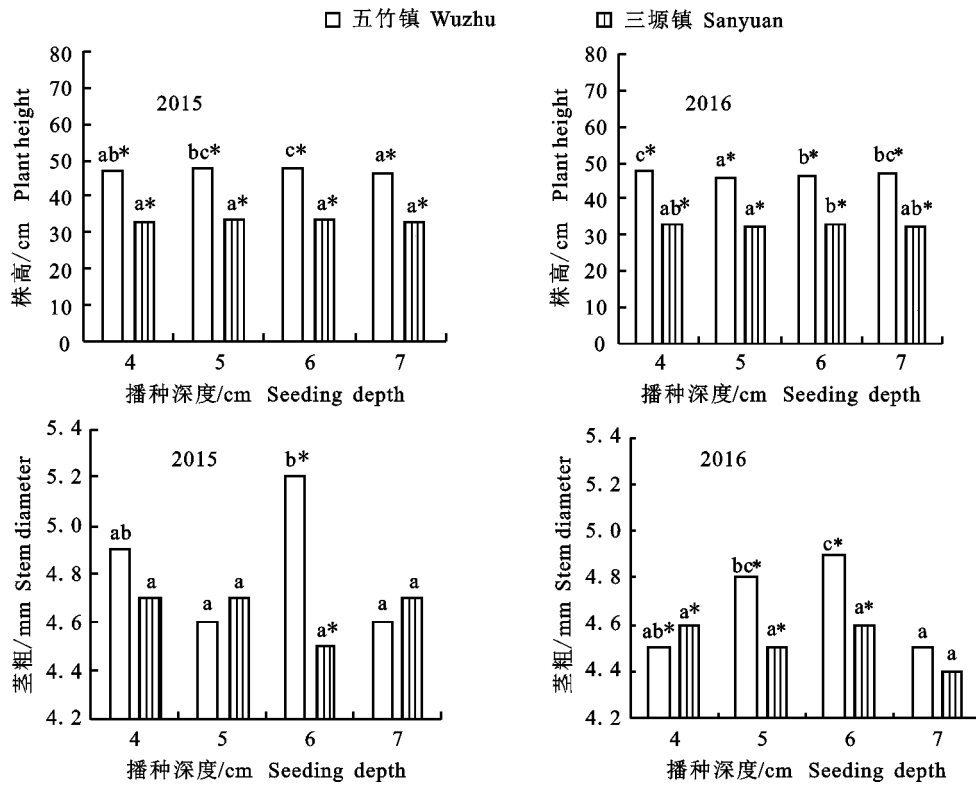 五竹镇 Wuzhu 三塬镇 Sanyuan
株高/cm Plant height
80
70
60
50
40
30
20
10
0
2015
ab* a* bc* a* c* a* a* a*
4 5 6 7
播种深度/cm Seeding depth
株高/cm Plant height
80
70
60
50
40
30
20
10
0
2016
c* ab* a* a* b* b* bc* ab*
4 5 6 7
播种深度/cm Seeding depth
茎粗/mm Stem diameter
5.4
5.2
5.0
4.8
4.6
4.4
4.2
2015
ab a a a b* a* a a
4 5 6 7
播种深度/cm Seeding depth
茎粗/mm Stem diameter
5.4
5.2
5.0
4.8
4.6
4.4
4.2
2016
ab* a* bc* a* c* a* a a
4 5 6 7
播种深度/cm Seeding depth